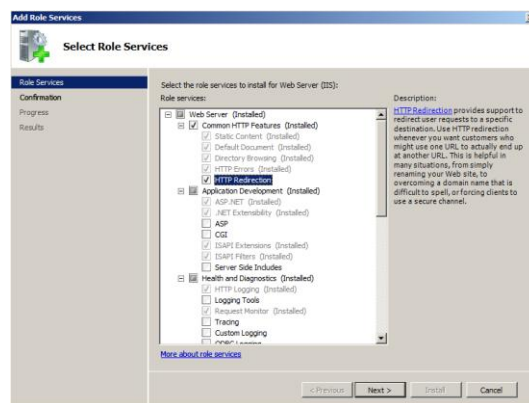 Add Role Services
Select Role Services
Role Services
Confirmation
Progress
Results
Select the role services to install for Web Server (IIS):
Role services:
Web Server (Installed)
Common HTTP Features (Installed)
Static Content (Installed)
Default Document (Installed)
Directory Browsing (Installed)
HTTP Errors (Installed)
HTTP Redirection
Application Development (Installed)
ASP.NET (Installed)
.NET Extensibility (Installed)
ASP
CGI
ISAPI Extensions (Installed)
ISAPI Filters (Installed)
Server Side Includes
Health and Diagnostics (Installed)
HTTP Logging (Installed)
Logging Tools
Request Monitor (Installed)
Tracing
Custom Logging
ODBC Logging
More about role services
Description:
HTTP Redirection provides support to
redirect user requests to a specific
destination. Use HTTP redirection
whenever you want customers who
might use one URL to actually end up
at another URL. This is helpful in
many situations, from simply
renaming your Web site, to
overcoming a domain name that is
difficult to spell, or forcing clients to
use a secure channel.
< Previous
Next >
Install
Cancel